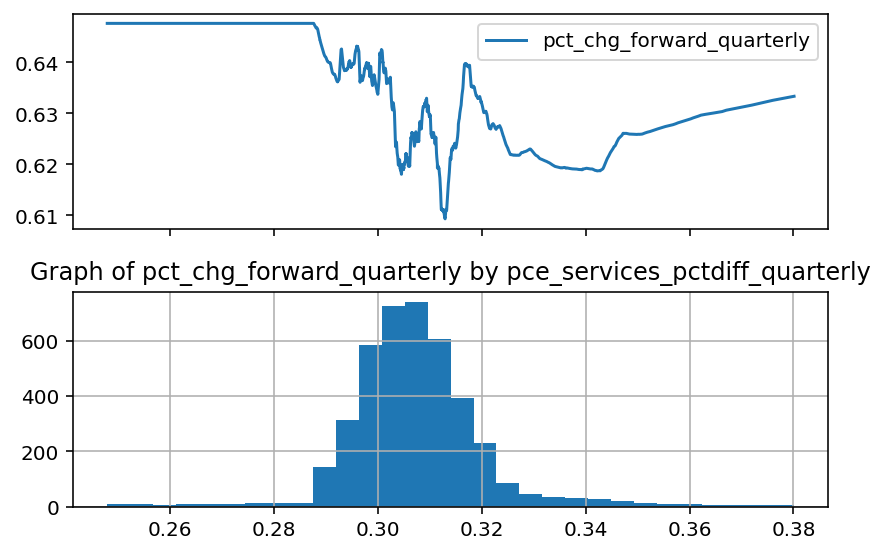 pct_chg_forward_quarterly
0.64
0.63
0.62
0.61
Graph of pct_chg_forward_quarterly by pce_services_pctdiff_quarterly
600
400
200
0
0.26 0.28 0.30 0.32 0.34 0.36 0.38